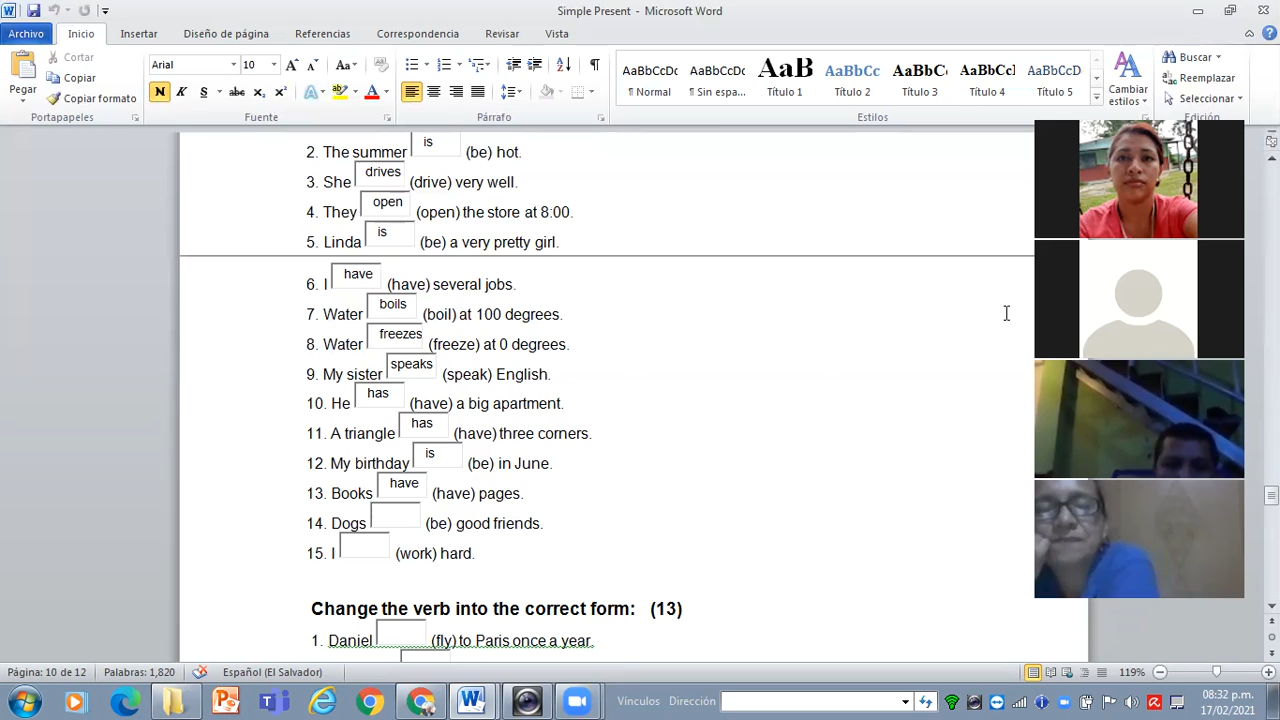 Simple Present - Microsoft Word
Archivo Inicio Insertar Diseño de página Referencias Correspondencia Revisar Vista
Pegar
Cortar
Copiar
Copiar formato
Portapapeles
Arial 10
Fuente
Párrafo
AaBbCcDc AaBbCcDc AaB AaBbCc AaBbC AaBbCc AaBbCcD
¶ Normal ¶ Sin espa... Título 1 Título 2 Título 3 Título 4 Título 5
Estilos
Cambiar estilos
Buscar
Reemplazar
Seleccionar
Edición
2. The summer is (be) hot.
3. She drives (drive) very well.
4. They open (open) the store at 8:00.
5. Linda is (be) a very pretty girl.
6. I have (have) several jobs.
7. Water boils (boil) at 100 degrees.
8. Water freezes (freeze) at 0 degrees.
9. My sister speaks (speak) English.
10. He has (have) a big apartment.
11. A triangle has (have) three corners.
12. My birthday is (be) in June.
13. Books have (have) pages.
14. Dogs (be) good friends.
15. I (work) hard.
Change the verb into the correct form: (13)
1. Daniel (fly) to Paris once a year.
Página: 10 de 12 Palabras: 1,820 Español (El Salvador) 119%
Vínculos Dirección
08:32 p.m.
17/02/2021